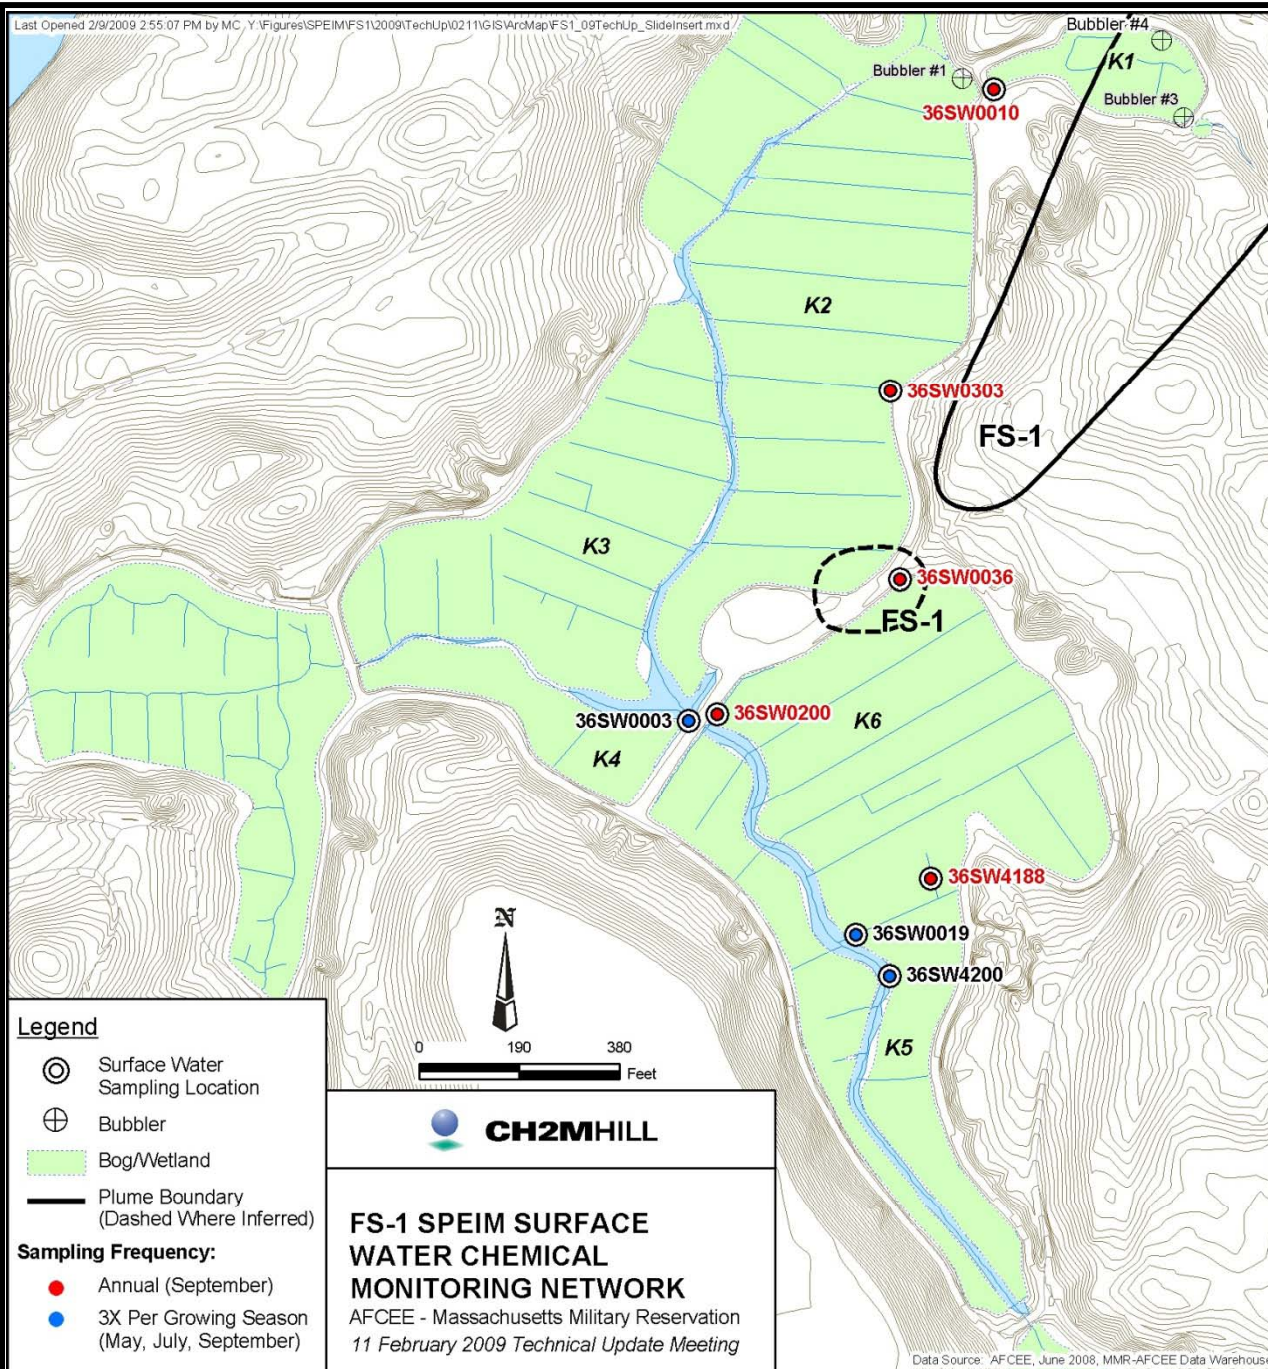 Last Opened 2/9/2009 2:55:07 PM by MC, Y:\Figures\SPEIM\FS1\2009\TechUp\0211\GIS\ArcMap\FS1_09TechUp_SlideInsert.mxd
Bubbler #4
K1
Bubbler #1
Bubbler #3
36SW0010
K2
36SW0303
FS-1
K3
36SW0036
FS-1
36SW0003
36SW0200
K6
K4
36SW4188
N
36SW0019
36SW4200
K5
0 190 380
Feet
Legend
Surface Water
Sampling Location
Bubbler
Bog/Wetland
Plume Boundary
(Dashed Where Inferred)
Sampling Frequency:
Annual (September)
3X Per Growing Season
(May, July, September)
CH2MHILL
FS-1 SPEIM SURFACE
WATER CHEMICAL
MONITORING NETWORK
AFCEE - Massachusetts Military Reservation
11 February 2009 Technical Update Meeting
Data Source: AFCEE, June 2008, MMR-AFCEE Data Warehouse